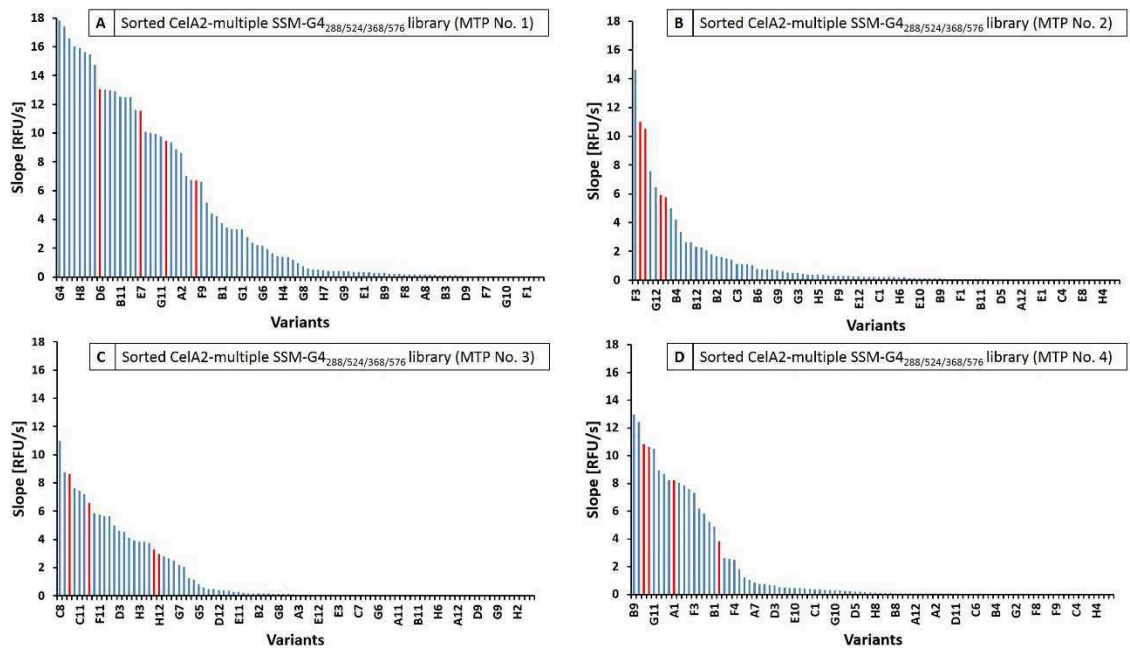 A Sorted CelA2-multiple SSM-G4288/524/368/576 library (MTP No. 1)
Slope [RFU/s]
18
16
14
12
10
8
6
4
2
0
G4 H8 D6 B11 E7 G11 A2 F9 B1 G1 G6 H4 G8 H7 G9 E1 B9 F8 A8 B3 D9 F7 G10 F1
Variants
B Sorted CelA2-multiple SSM-G4288/524/368/576 library (MTP No. 2)
Slope [RFU/s]
18
16
14
12
10
8
6
4
2
0
F3 G12 B4 B12 B2 C3 B6 G9 G3 H5 F9 E12 C1 H6 E10 B9 F1 B11 D5 A12 E1 C4 E8 H4
Variants
C Sorted CelA2-multiple SSM-G4288/524/368/576 library (MTP No. 3)
Slope [RFU/s]
18
16
14
12
10
8
6
4
2
0
C8 C11 F11 D3 H3 H12 G7 G5 D12 E11 B2 G8 A3 E12 E3 C7 G6 A11 B11 H6 A12 D9 G9 H2
Variants
D Sorted CelA2-multiple SSM-G4288/524/368/576 library (MTP No. 4)
Slope [RFU/s]
18
16
14
12
10
8
6
4
2
0
B9 G11 A1 F3 B1 F4 A7 D3 E10 C1 G10 D5 H8 B8 A12 A2 D11 C6 B4 G2 F8 F9 C4 H4
Variants